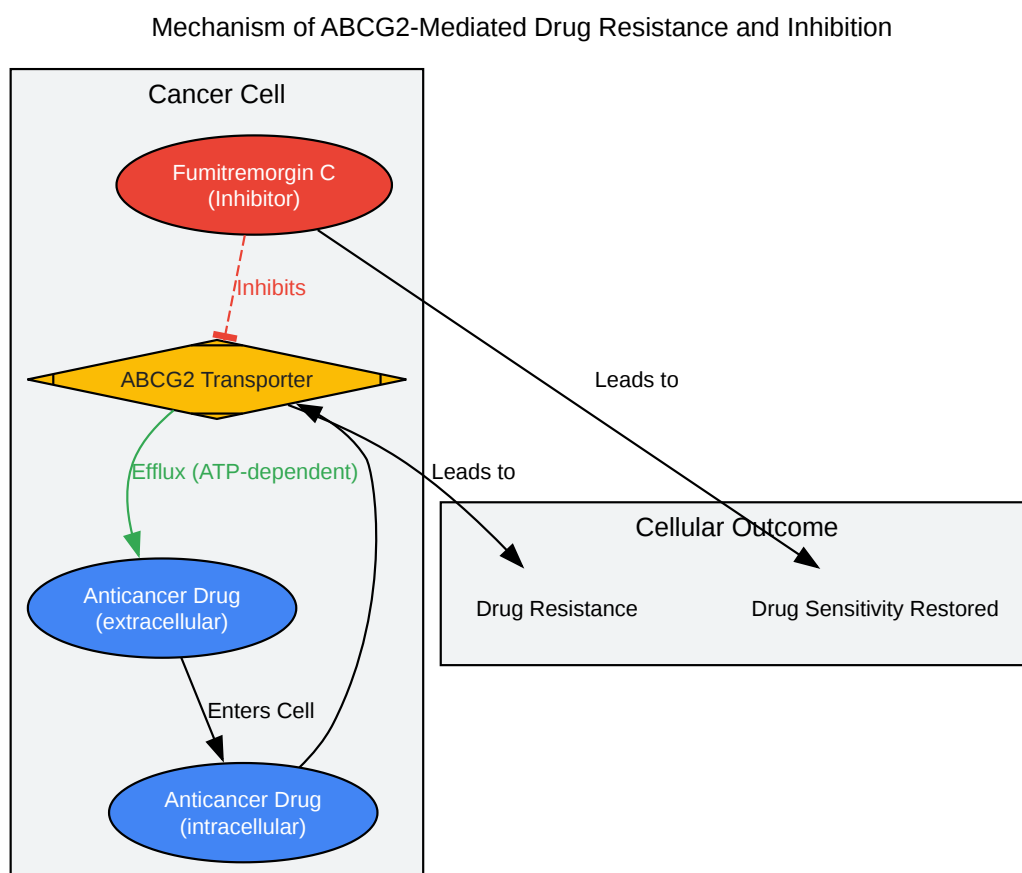 Mechanism of ABCG2-Mediated Drug Resistance and Inhibition
Cancer Cell
Fumitremorgin C
(Inhibitor)
Inhibits
ABCG2 Transporter
Leads to
Efflux (ATP-dependent)
Leads to
Cellular Outcome
Anticancer Drug
(extracellular)
Drug Resistance
Drug Sensitivity Restored
Enters Cell
Anticancer Drug
(intracellular)